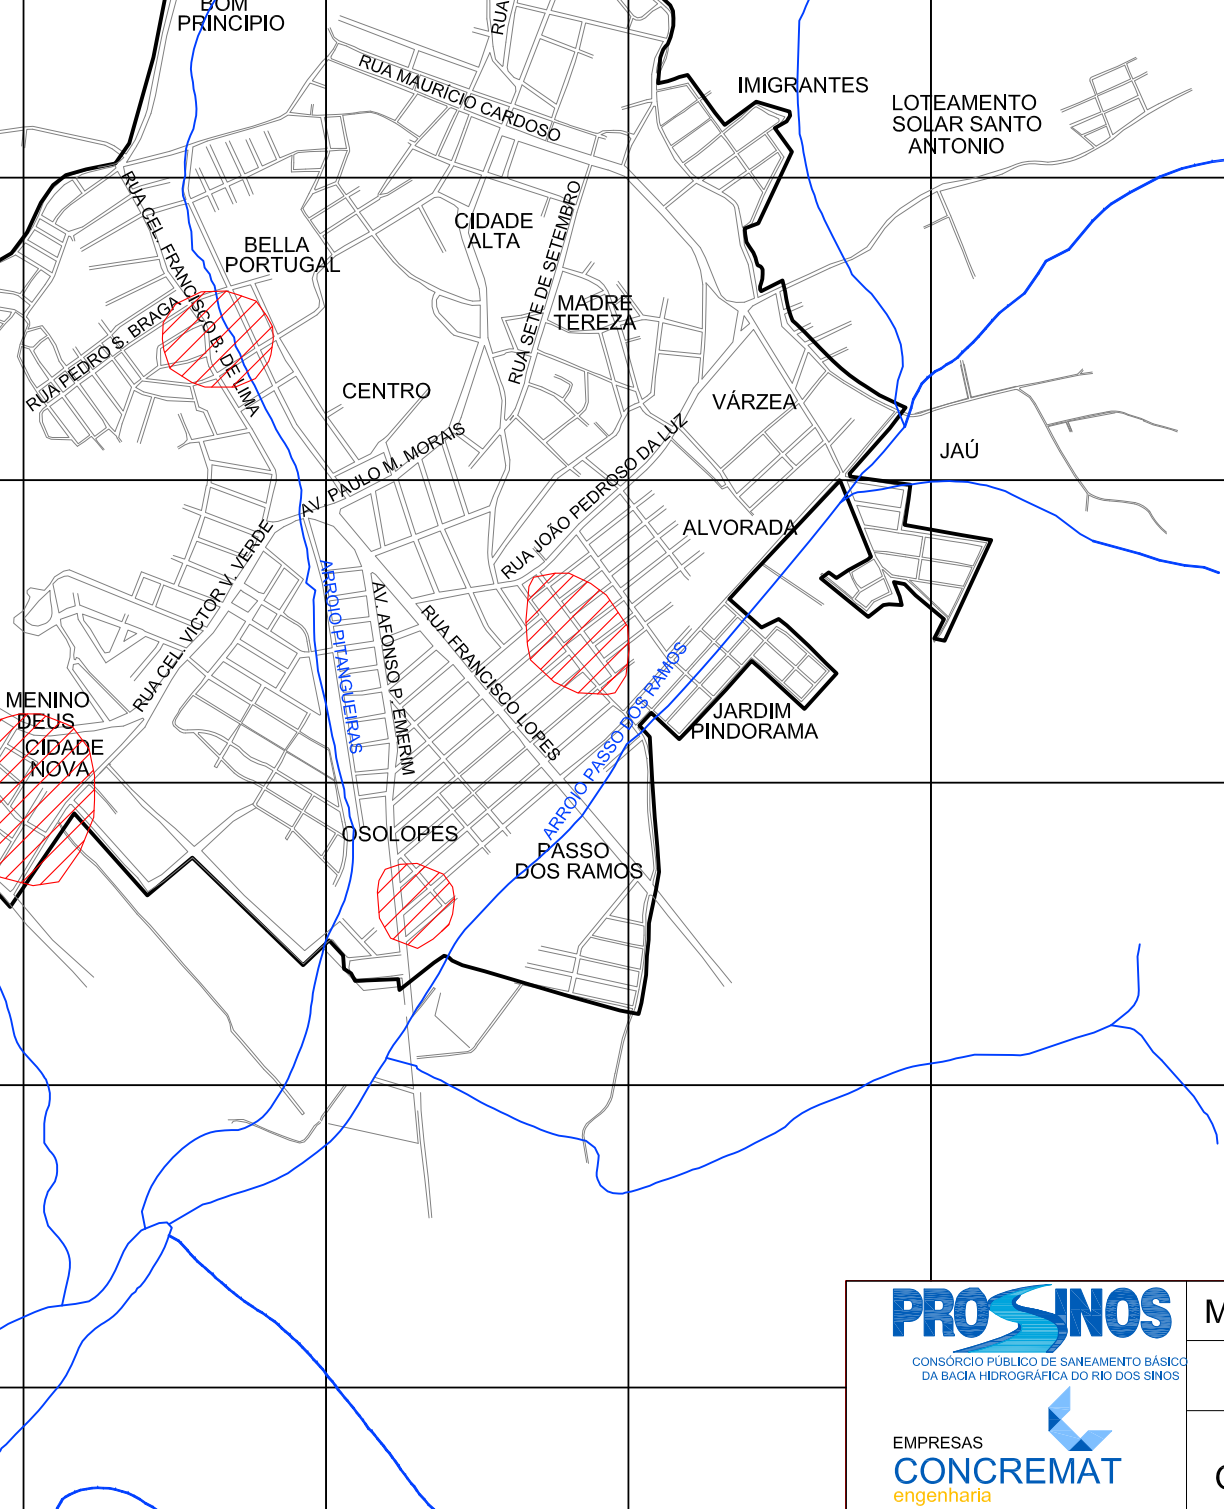 BOM
PRINCIPIO
RUA
RUA MAURICIO CARDOSO
IMIGRANTES
LOTEAMENTO
SOLAR SANTO
ANTONIO
RUA CEL. FRANCISCO B. DE LIMA
BELLA
PORTUGAL
CIDADE
ALTA
RUA SETE DE SETEMBRO
MADRE
TEREZA
RUA PEDRO S. BRAGA
CENTRO
VÁRZEA
AV. PAULO M. MORAIS
RUA JOÃO PEDROSO DA LUZ
JAÚ
ALVORADA
RUA CEL. VICTOR V. VERDE
ARROIO PITANGUEIRAS
AV. AFONSO P. EMERIM
RUA FRANCISCO LOPES
ARROIO PASSO DOS RAMOS
MENINO
DEUS
CIDADE
NOVA
JARDIM
PINDORAMA
OSOLOPES
PASSO
DOS RAMOS
PROSINOS
CONSÓRCIO PÚBLICO DE SANEAMENTO BÁSICO
DA BACIA HIDROGRÁFICA DO RIO DOS SINOS
M
EMPRESAS
CONCREMAT
engenharia